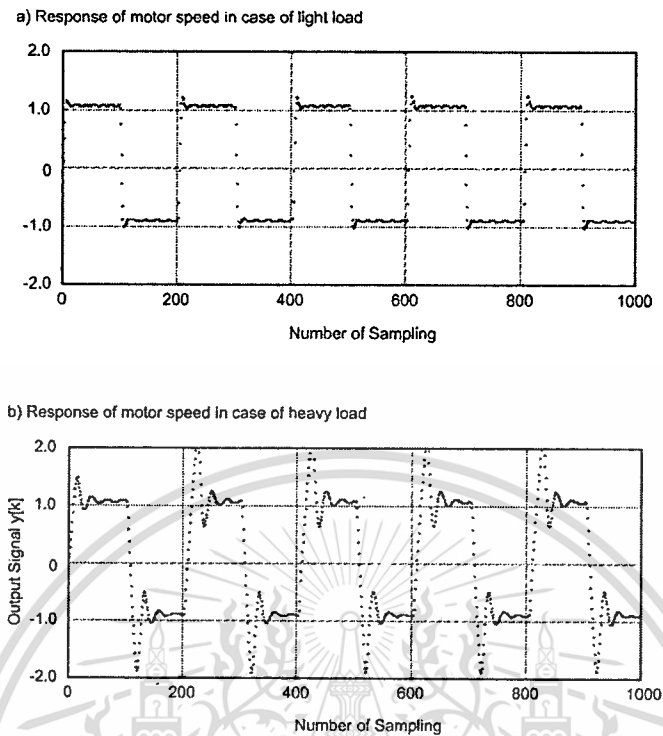 a) Response of motor speed in case of light load
2.0
1.0
0
-1.0
-2.0
0 200 400 600 800 1000
Number of Sampling
b) Response of motor speed in case of heavy load
Output Signal y[k]
2.0
1.0
0
-1.0
-2.0
0 200 400 600 800 1000
Number of Sampling